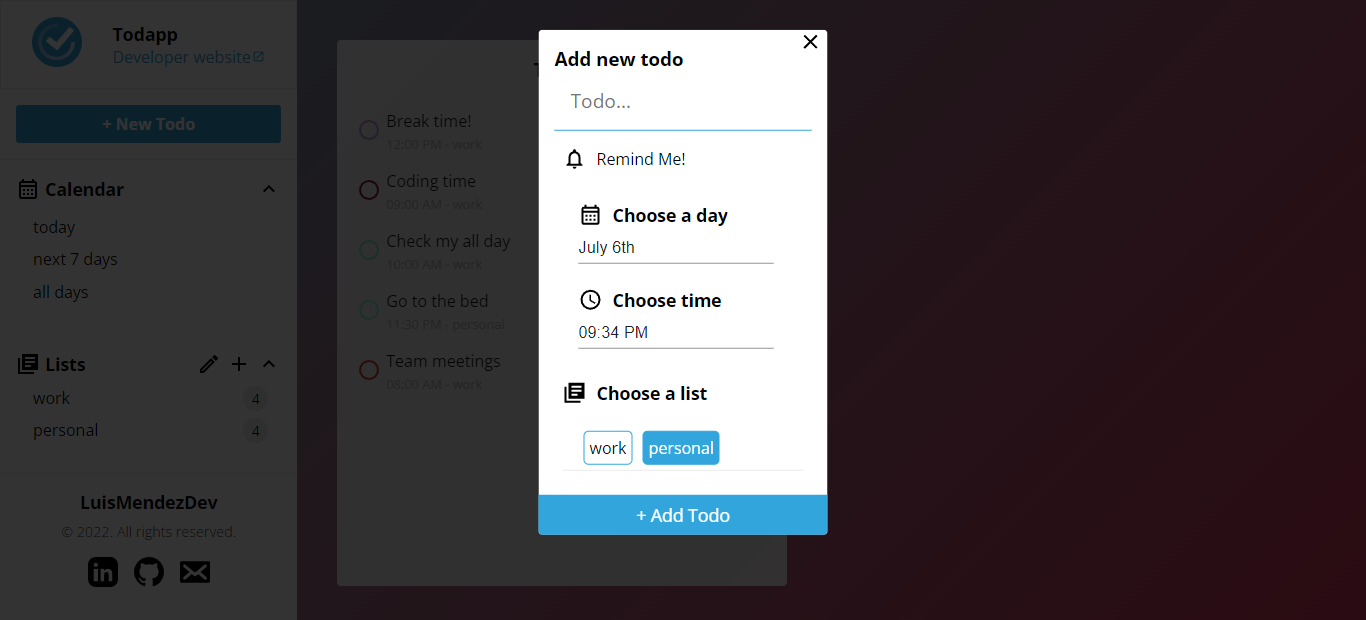 Todapp
Developer website
+ New Todo
Calendar
today
next 7 days
all days
Lists
work 4
personal 4
LuisMendezDev
© 2022. All rights reserved.
Break time!
12:00 PM - work
Coding time
09:00 AM - work
Check my all day
10:00 AM - work
Go to the bed
11:30 PM - personal
Team meetings
08:00 AM - work
Add new todo
Todo...
Remind Me!
Choose a day
July 6th
Choose time
09:34 PM
Choose a list
work personal
+ Add Todo